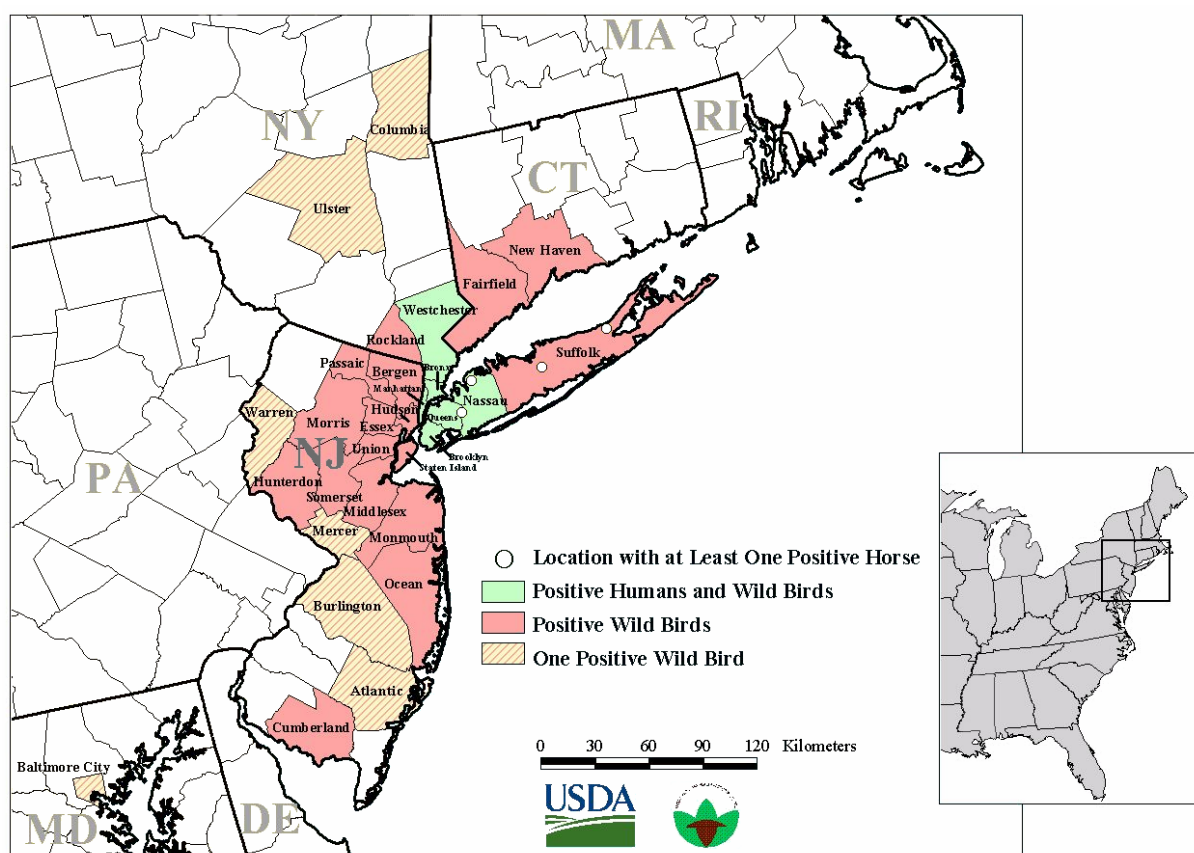 MA
NY
Columbia
RI
CT
Ulster
New Haven
Fairfield
Westchester
Rockland
Suffolk
Passaic
Bergen
Bronx
Manhattan
Nassau
Warren
Hudson
Queens
Morris
Essex
NJ
Union
Brooklyn
Staten Island
PA
Hunterdon
Somerset
Middlesex
Mercer
Monmouth
Ocean
Burlington
Atlantic
Cumberland
Baltimore City
MD
DE
Location with at Least One Positive Horse
Positive Humans and Wild Birds
Positive Wild Birds
One Positive Wild Bird
0 30 60 90 120 Kilometers
USDA